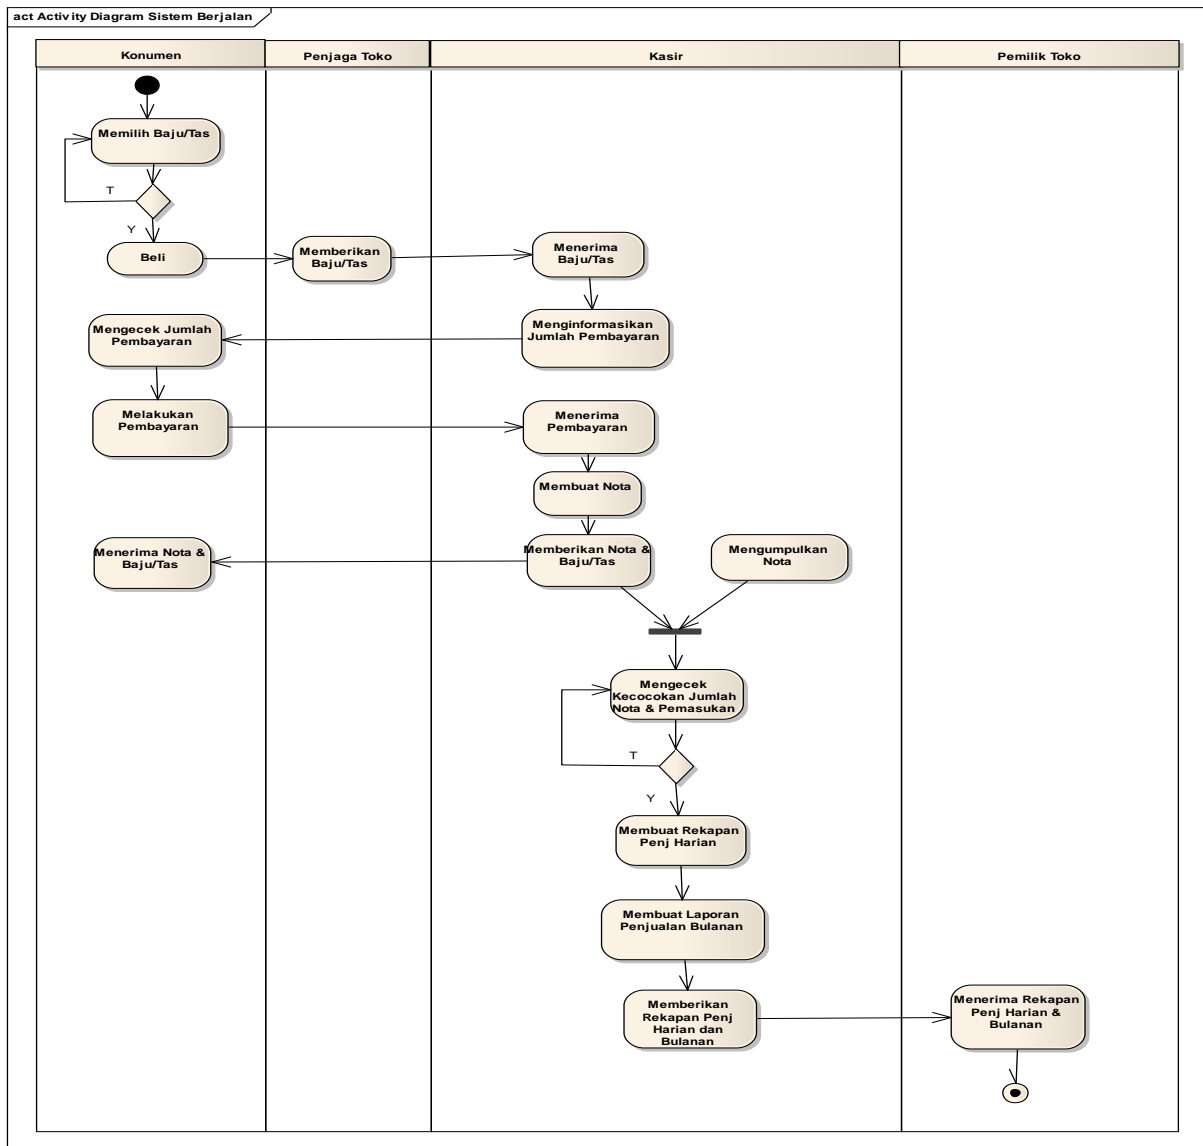 act Activity Diagram Sistem Berjalan
Konumen
Penjaga Toko
Kasir
Pemilik Toko
Memilih Baju/Tas
T
Y
Beli
Memberikan
Baju/Tas
Menerima
Baju/Tas
Mengecek Jumlah
Pembayaran
Menginformasikan
Jumlah Pembayaran
Melakukan
Pembayaran
Menerima
Pembayaran
Membuat Nota
Menerima Nota &
Baju/Tas
Memberikan Nota &
Baju/Tas
Mengumpulkan
Nota
Mengecek
Kecocokan Jumlah
Nota & Pemasukan
T
Y
Membuat Rekapan
Penj Harian
Membuat Laporan
Penjualan Bulanan
Memberikan
Rekapan Penj
Harian dan
Bulanan
Menerima Rekapan
Penj Harian &
Bulanan